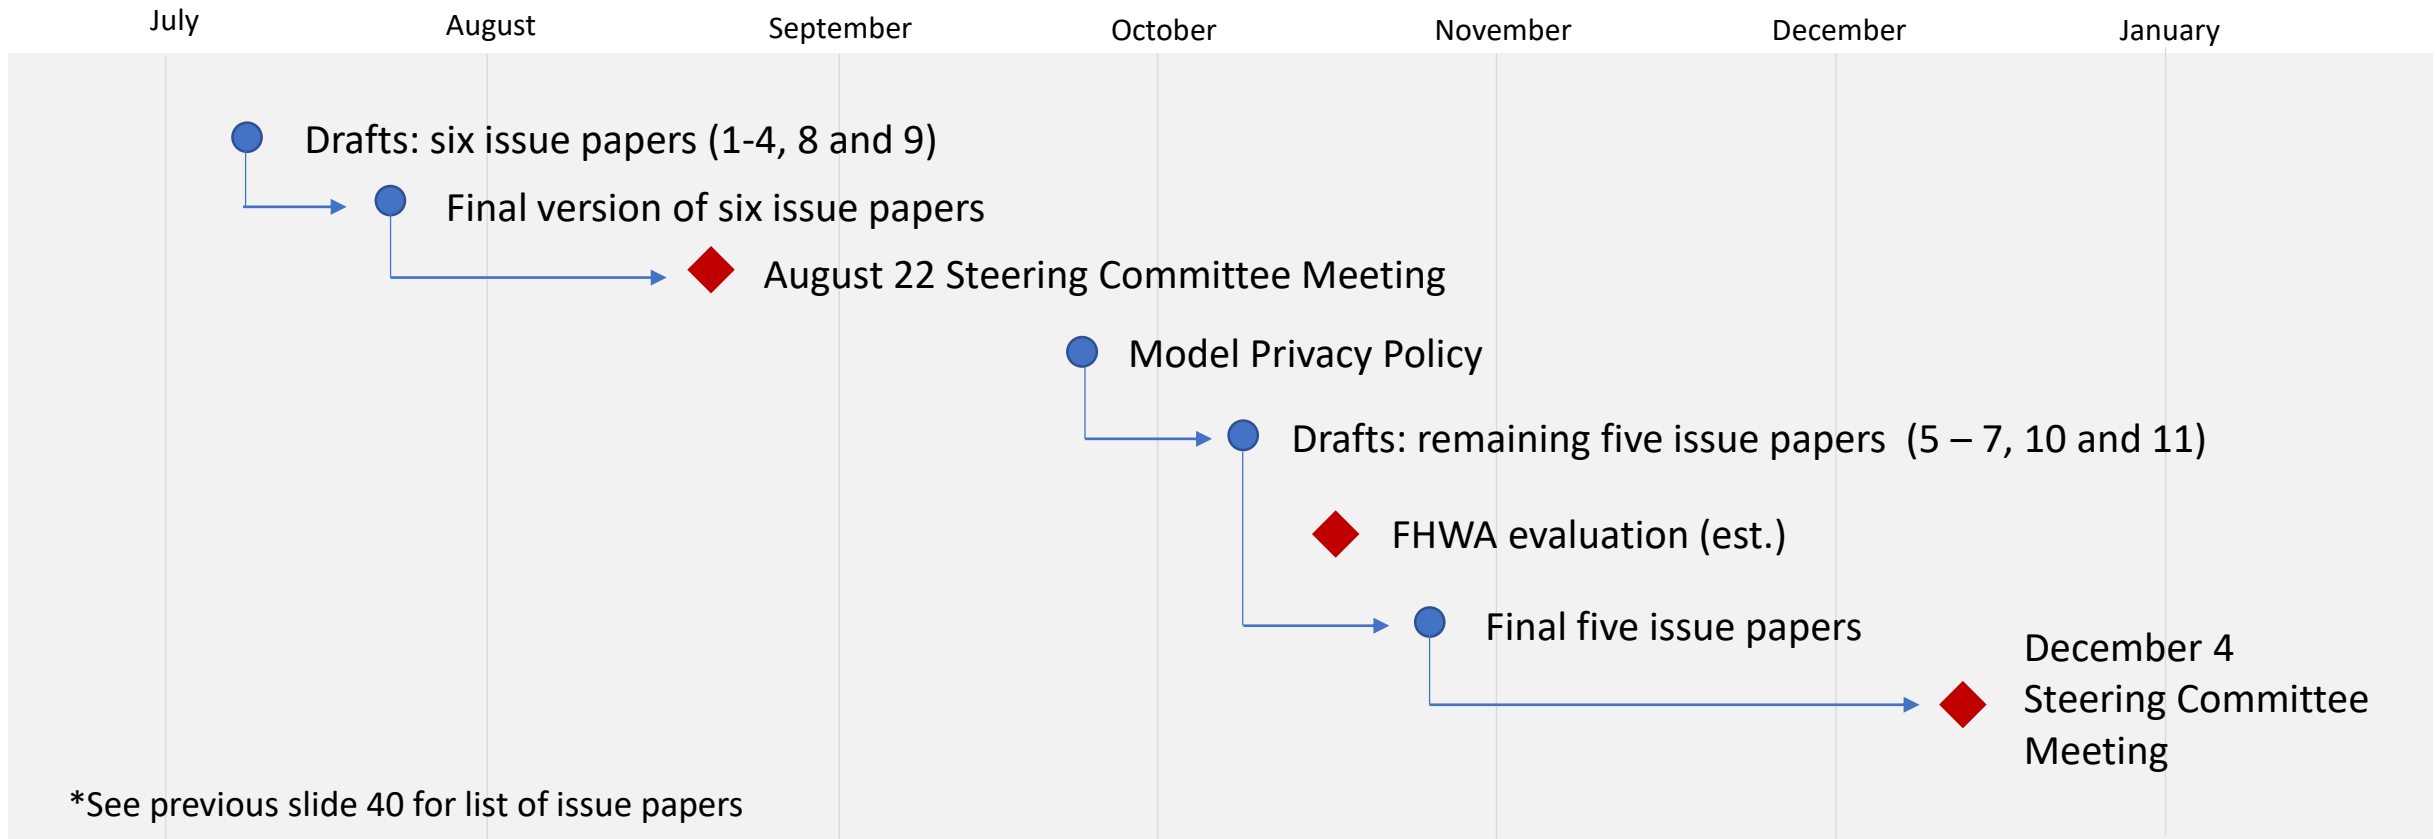 July
August
September
October
November
December
January
Drafts: six issue papers (1-4, 8 and 9)
Final version of six issue papers
August 22 Steering Committee Meeting
Model Privacy Policy
Drafts: remaining five issue papers  (5 – 7, 10 and 11)
FHWA evaluation (est.)
Final five issue papers
December 4
Steering Committee
Meeting
*See previous slide 40 for list of issue papers